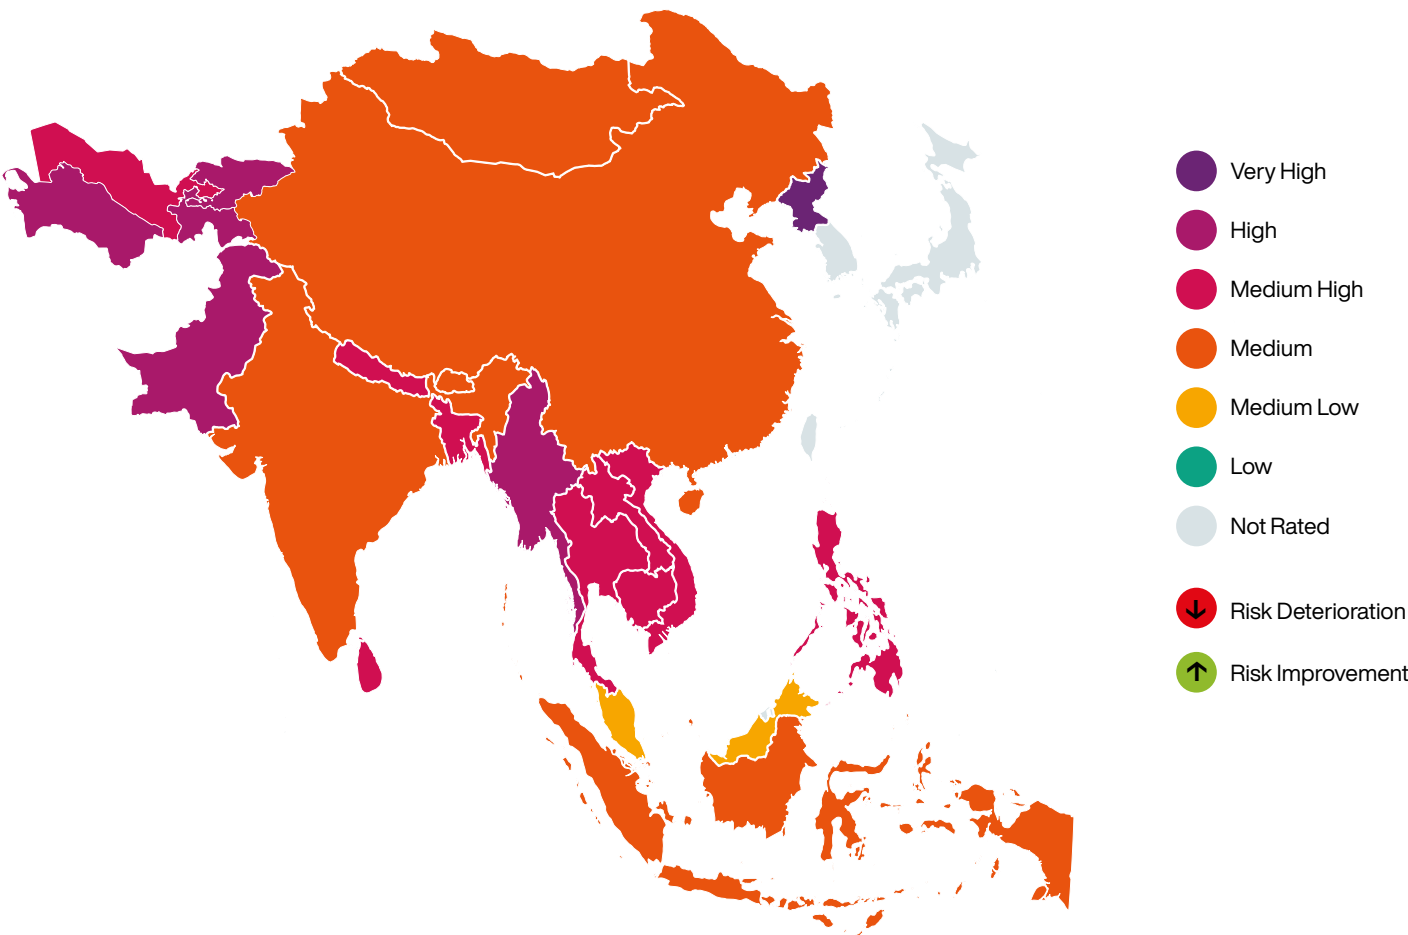 Very High
High
Medium High
Medium
Medium Low
Low
Not Rated
Risk Deterioration
Risk Improvement